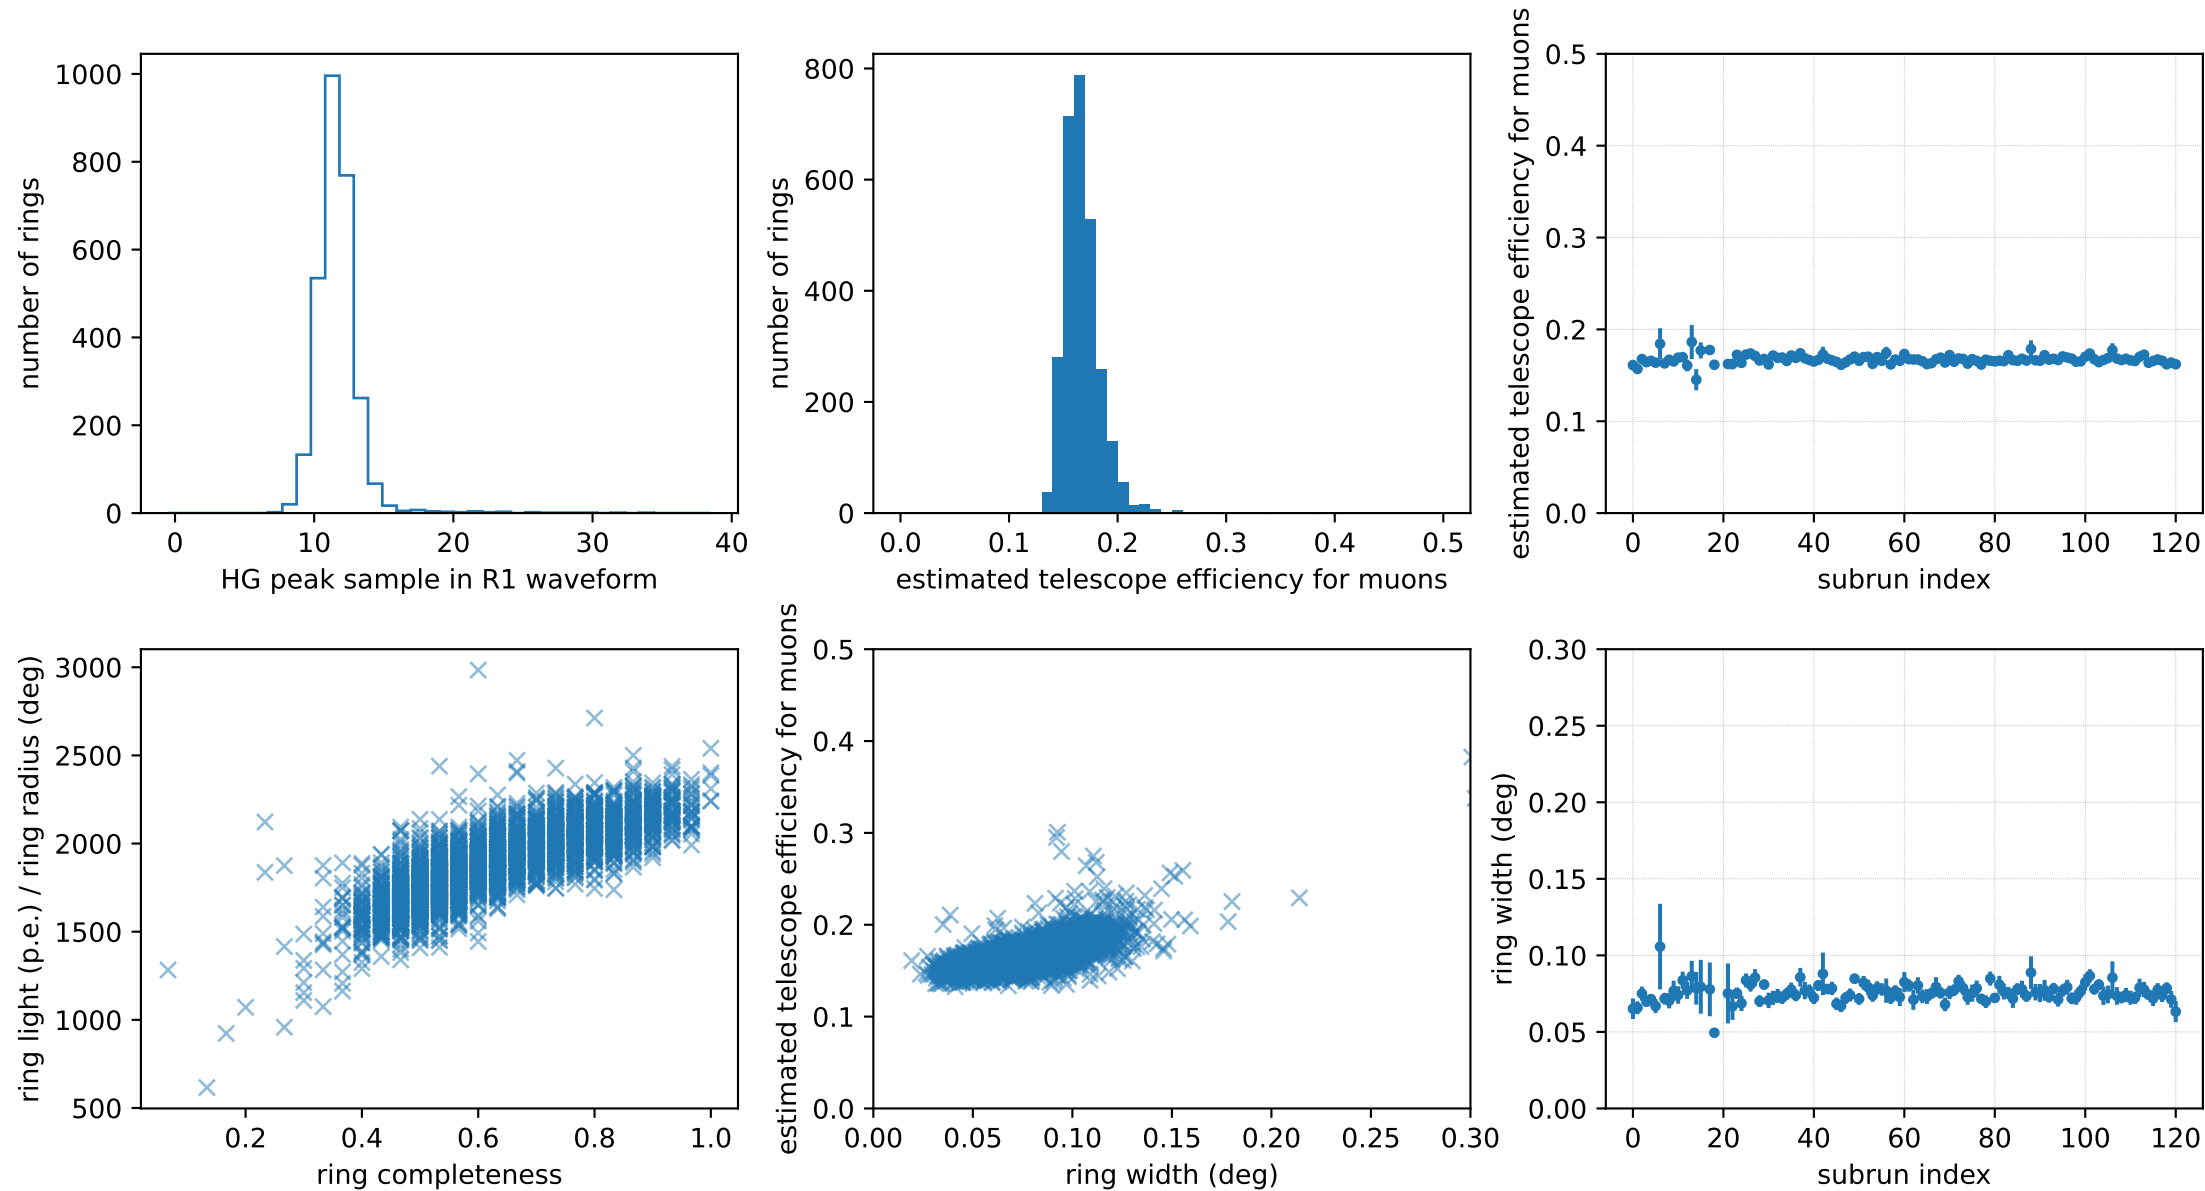 number of rings
1000
800
600
400
200
0
0 10 20 30 40
HG peak sample in R1 waveform
number of rings
800
600
400
200
0
0.0 0.1 0.2 0.3 0.4 0.5
estimated telescope efficiency for muons
estimated telescope efficiency for muons
0.5
0.4
0.3
0.2
0.1
0.0
0 20 40 60 80 100 120
subrun index
ring light (p.e.) / ring radius (deg)
3000
2500
2000
1500
1000
500
0.2 0.4 0.6 0.8 1.0
ring completeness
estimated telescope efficiency for muons
0.5
0.4
0.3
0.2
0.1
0.0
0.00 0.05 0.10 0.15 0.20 0.25 0.30
ring width (deg)
ring width (deg)
0.30
0.25
0.20
0.15
0.10
0.05
0.00
0 20 40 60 80 100 120
subrun index